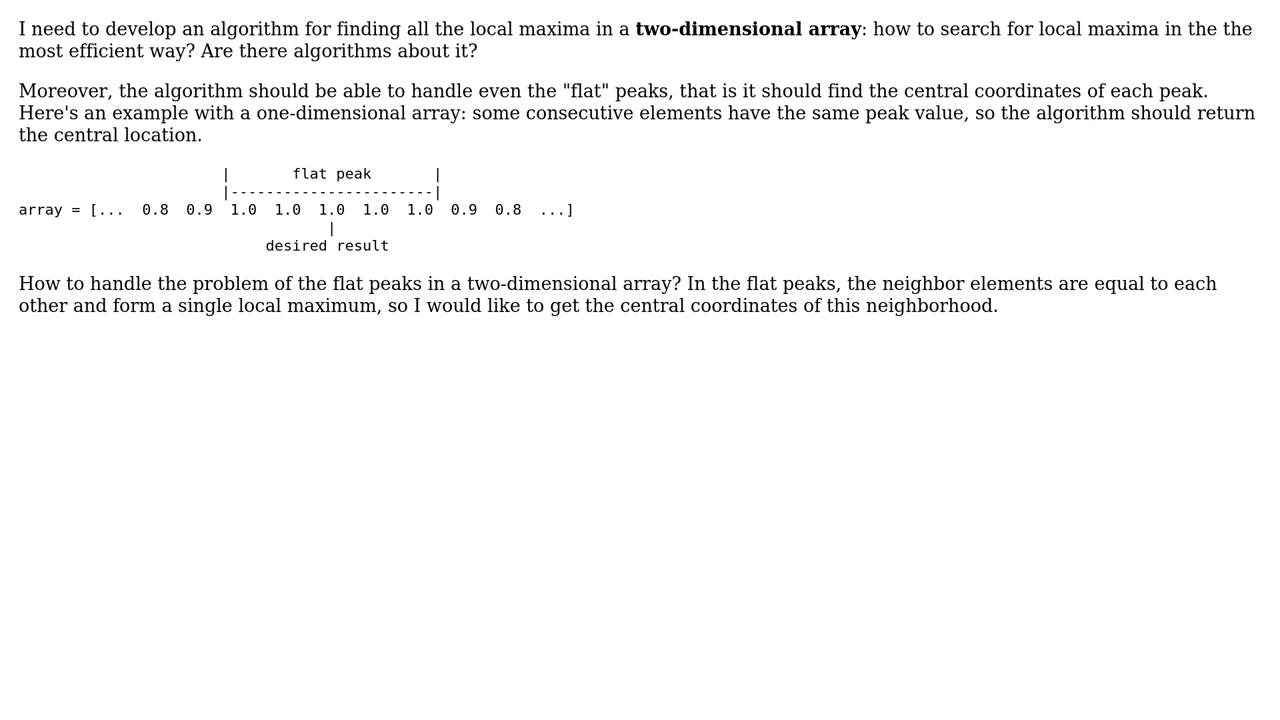 I need to develop an algorithm for finding all the local maxima in a two-dimensional array: how to search for local maxima in the the
most efficient way? Are there algorithms about it?
Moreover, the algorithm should be able to handle even the "flat" peaks, that is it should find the central coordinates of each peak.
Here's an example with a one-dimensional array: some consecutive elements have the same peak value, so the algorithm should return
the central location.
                       |       flat peak       |
                       |-----------------------|
array = [...  0.8  0.9  1.0  1.0  1.0  1.0  1.0  0.9  0.8  ...]
                                   |
                            desired result
How to handle the problem of the flat peaks in a two-dimensional array? In the flat peaks, the neighbor elements are equal to each
other and form a single local maximum, so I would like to get the central coordinates of this neighborhood.